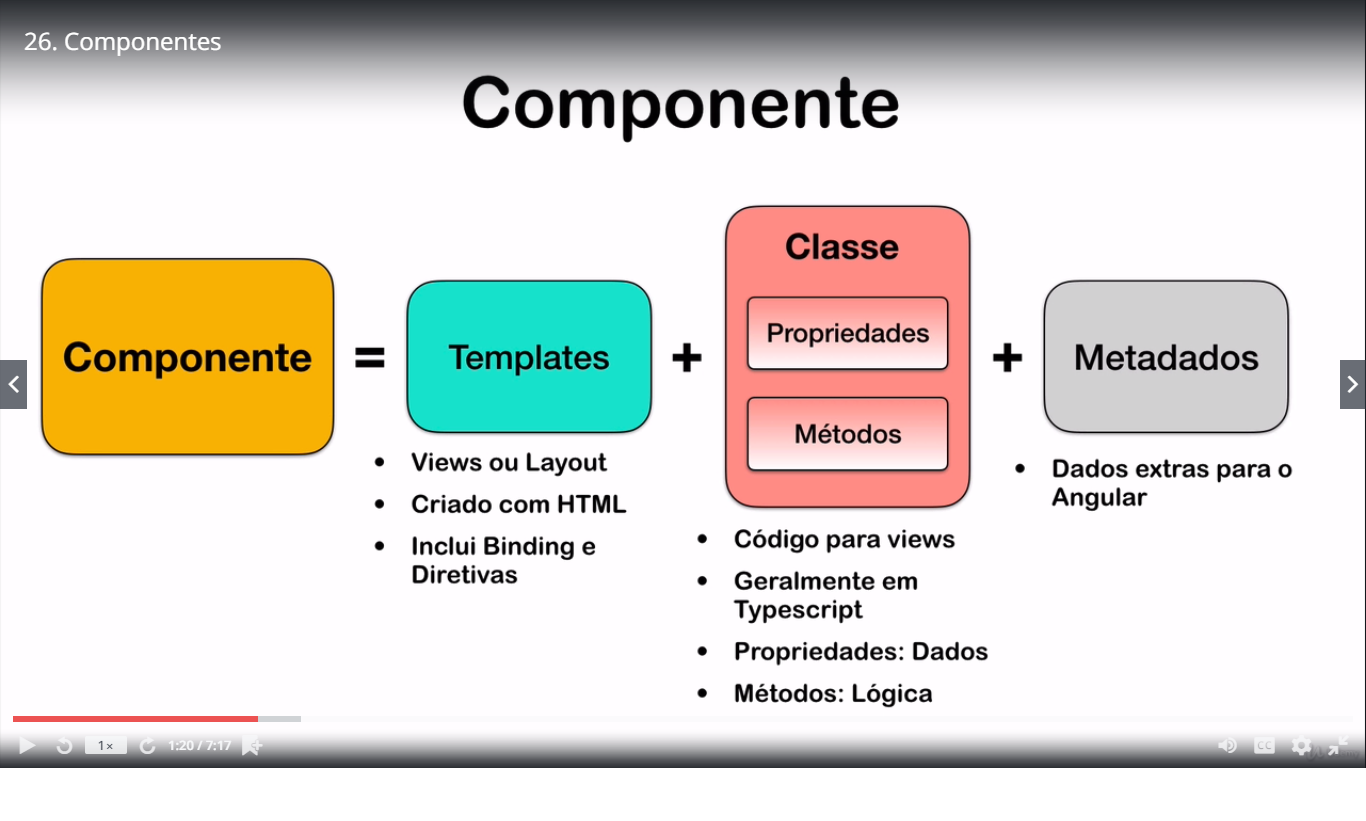 26. Componentes
Componente
Componente
=
Templates
+
Classe
Propriedades
Métodos
+
Metadados
• Views ou Layout
• Criado com HTML
• Inclui Binding e
Diretivas
• Código para views
• Geralmente em
Typescript
• Propriedades: Dados
• Métodos: Lógica
• Dados extras para o
Angular
1x
1:20 / 7:17
CC